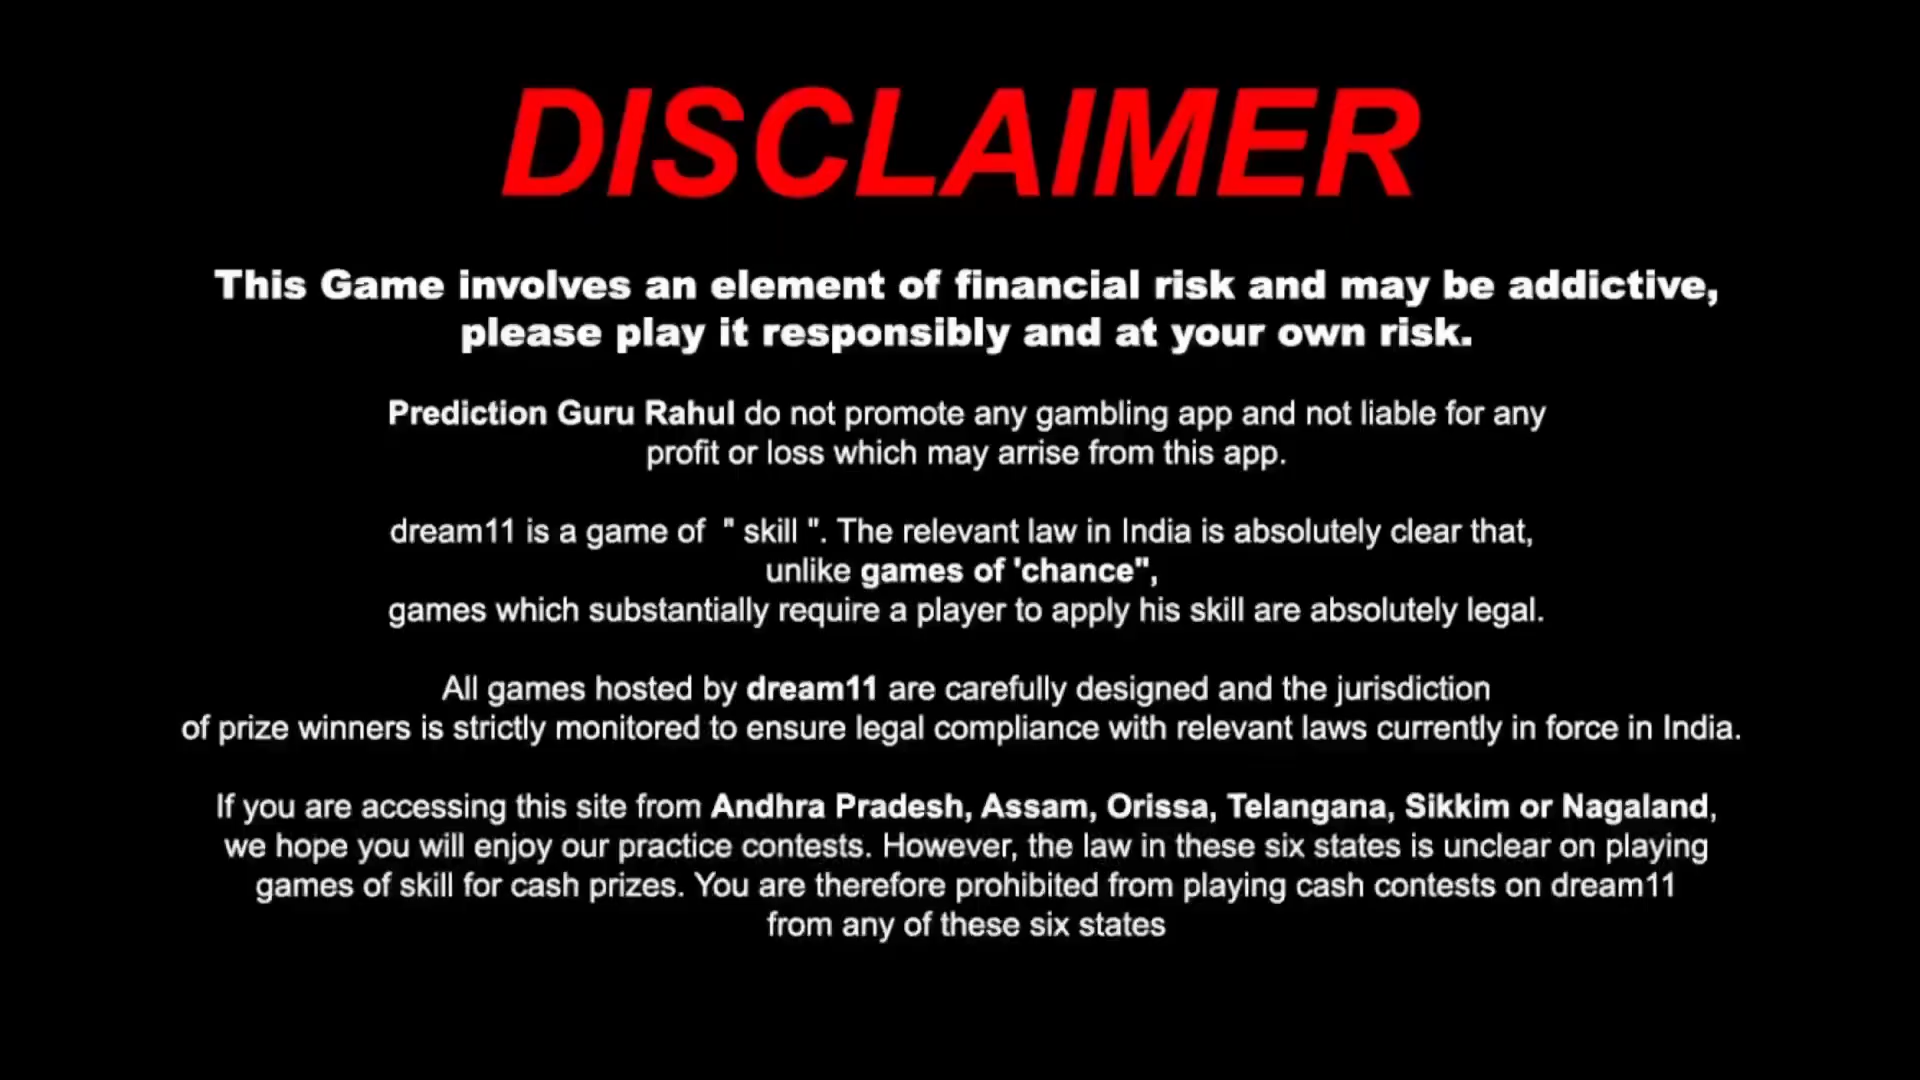 DISCLAIMER
This Game involves an element of financial risk and may be addictive,
please play it responsibly and at your own risk.
Prediction Guru Rahul do not promote any gambling app and not liable for any
profit or loss which may arrise from this app.
dream11 is a game of " skill ". The relevant law in India is absolutely clear that,
unlike games of 'chance",
games which substantially require a player to apply his skill are absolutely legal.
All games hosted by dream11 are carefully designed and the jurisdiction
of prize winners is strictly monitored to ensure legal compliance with relevant laws currently in force in India.
If you are accessing this site from Andhra Pradesh, Assam, Orissa, Telangana, Sikkim or Nagaland,
we hope you will enjoy our practice contests. However, the law in these six states is unclear on playing
games of skill for cash prizes. You are therefore prohibited from playing cash contests on dream11
from any of these six states